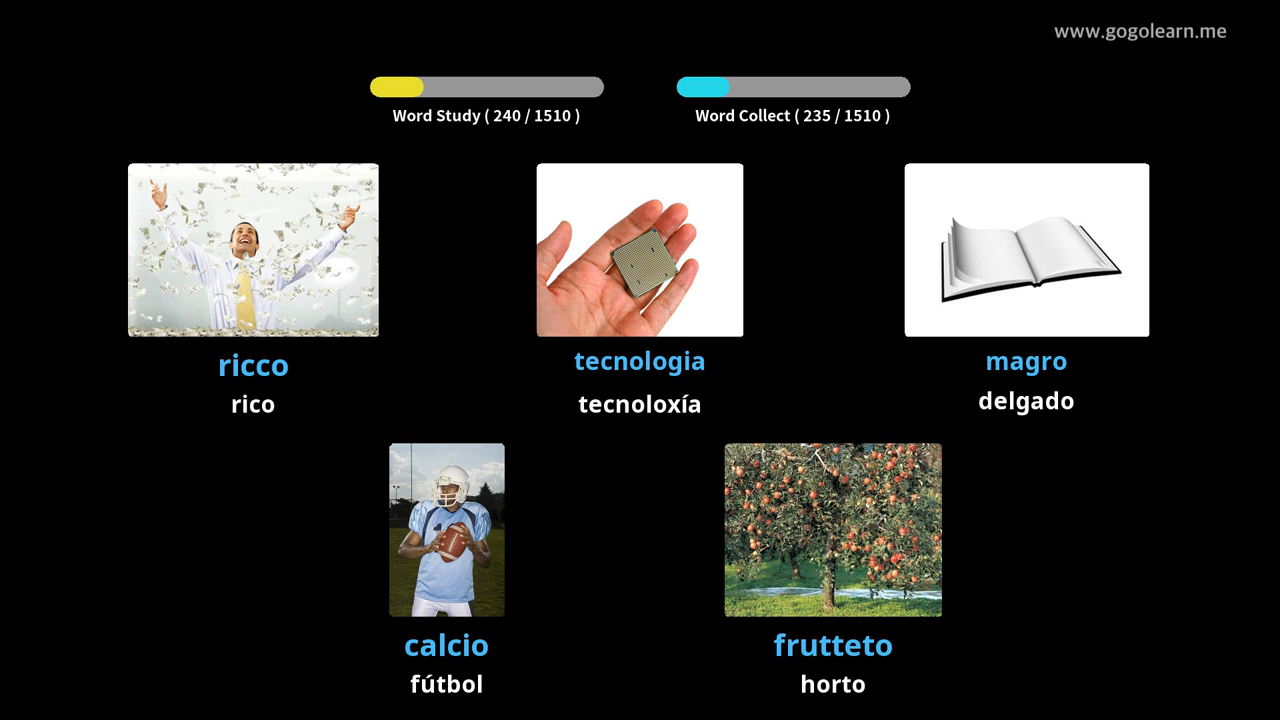 www.gogolearn.me
Word Study ( 240 / 1510 )
Word Collect ( 235 / 1510 )
ricco
rico
tecnologia
tecnoloxía
magro
delgado
calcio
fútbol
frutteto
horto